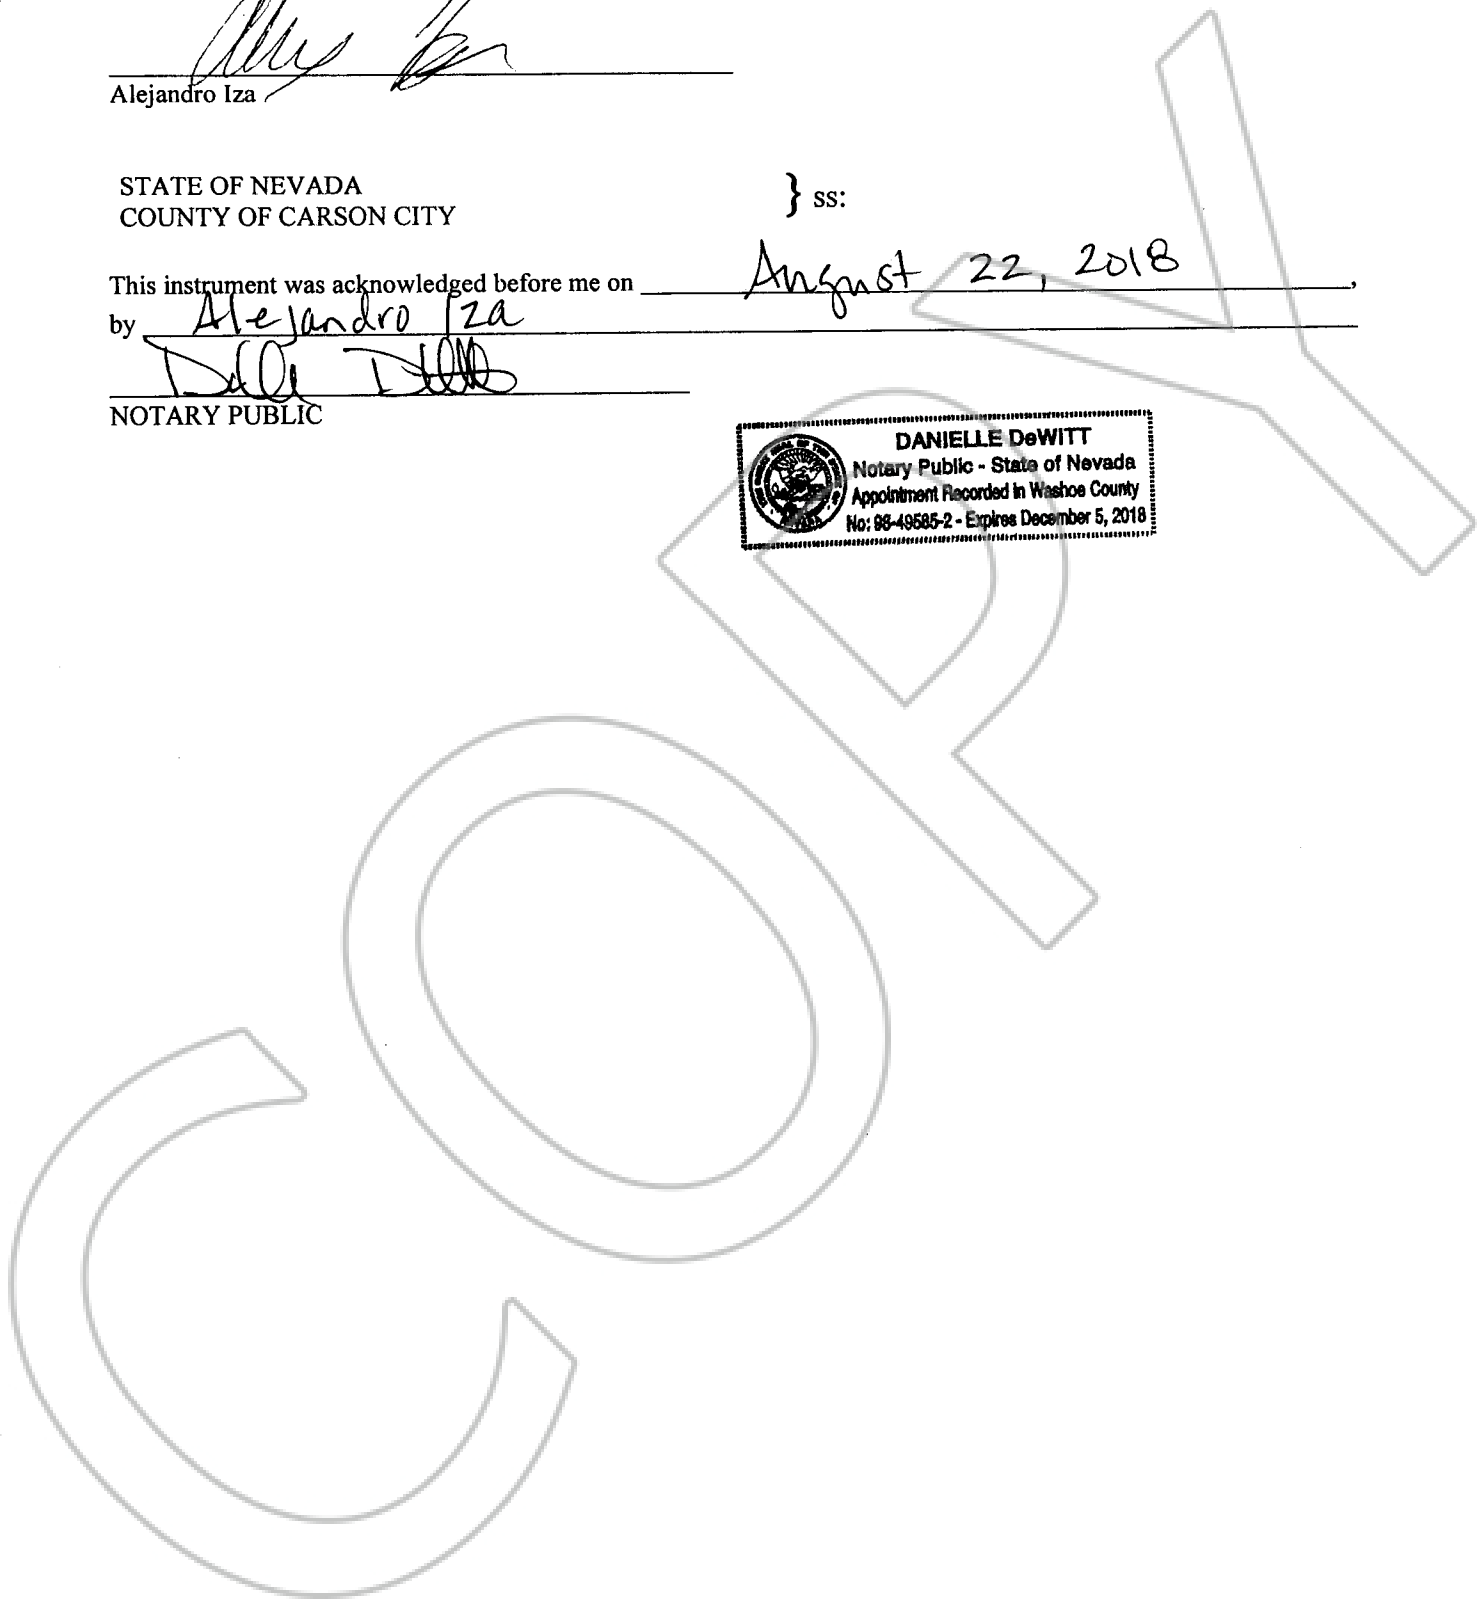 Alejandro Iza
STATE OF NEVADA
COUNTY OF CARSON CITY
} ss:
This instrument was acknowledged before me on August 22, 2018,
by Alejandro Iza
NOTARY PUBLIC
DANIELLE DeWITT
Notary Public - State of Nevada
Appointment Recorded in Washoe County
No: 98-49585-2 - Expires December 5, 2018
COPY